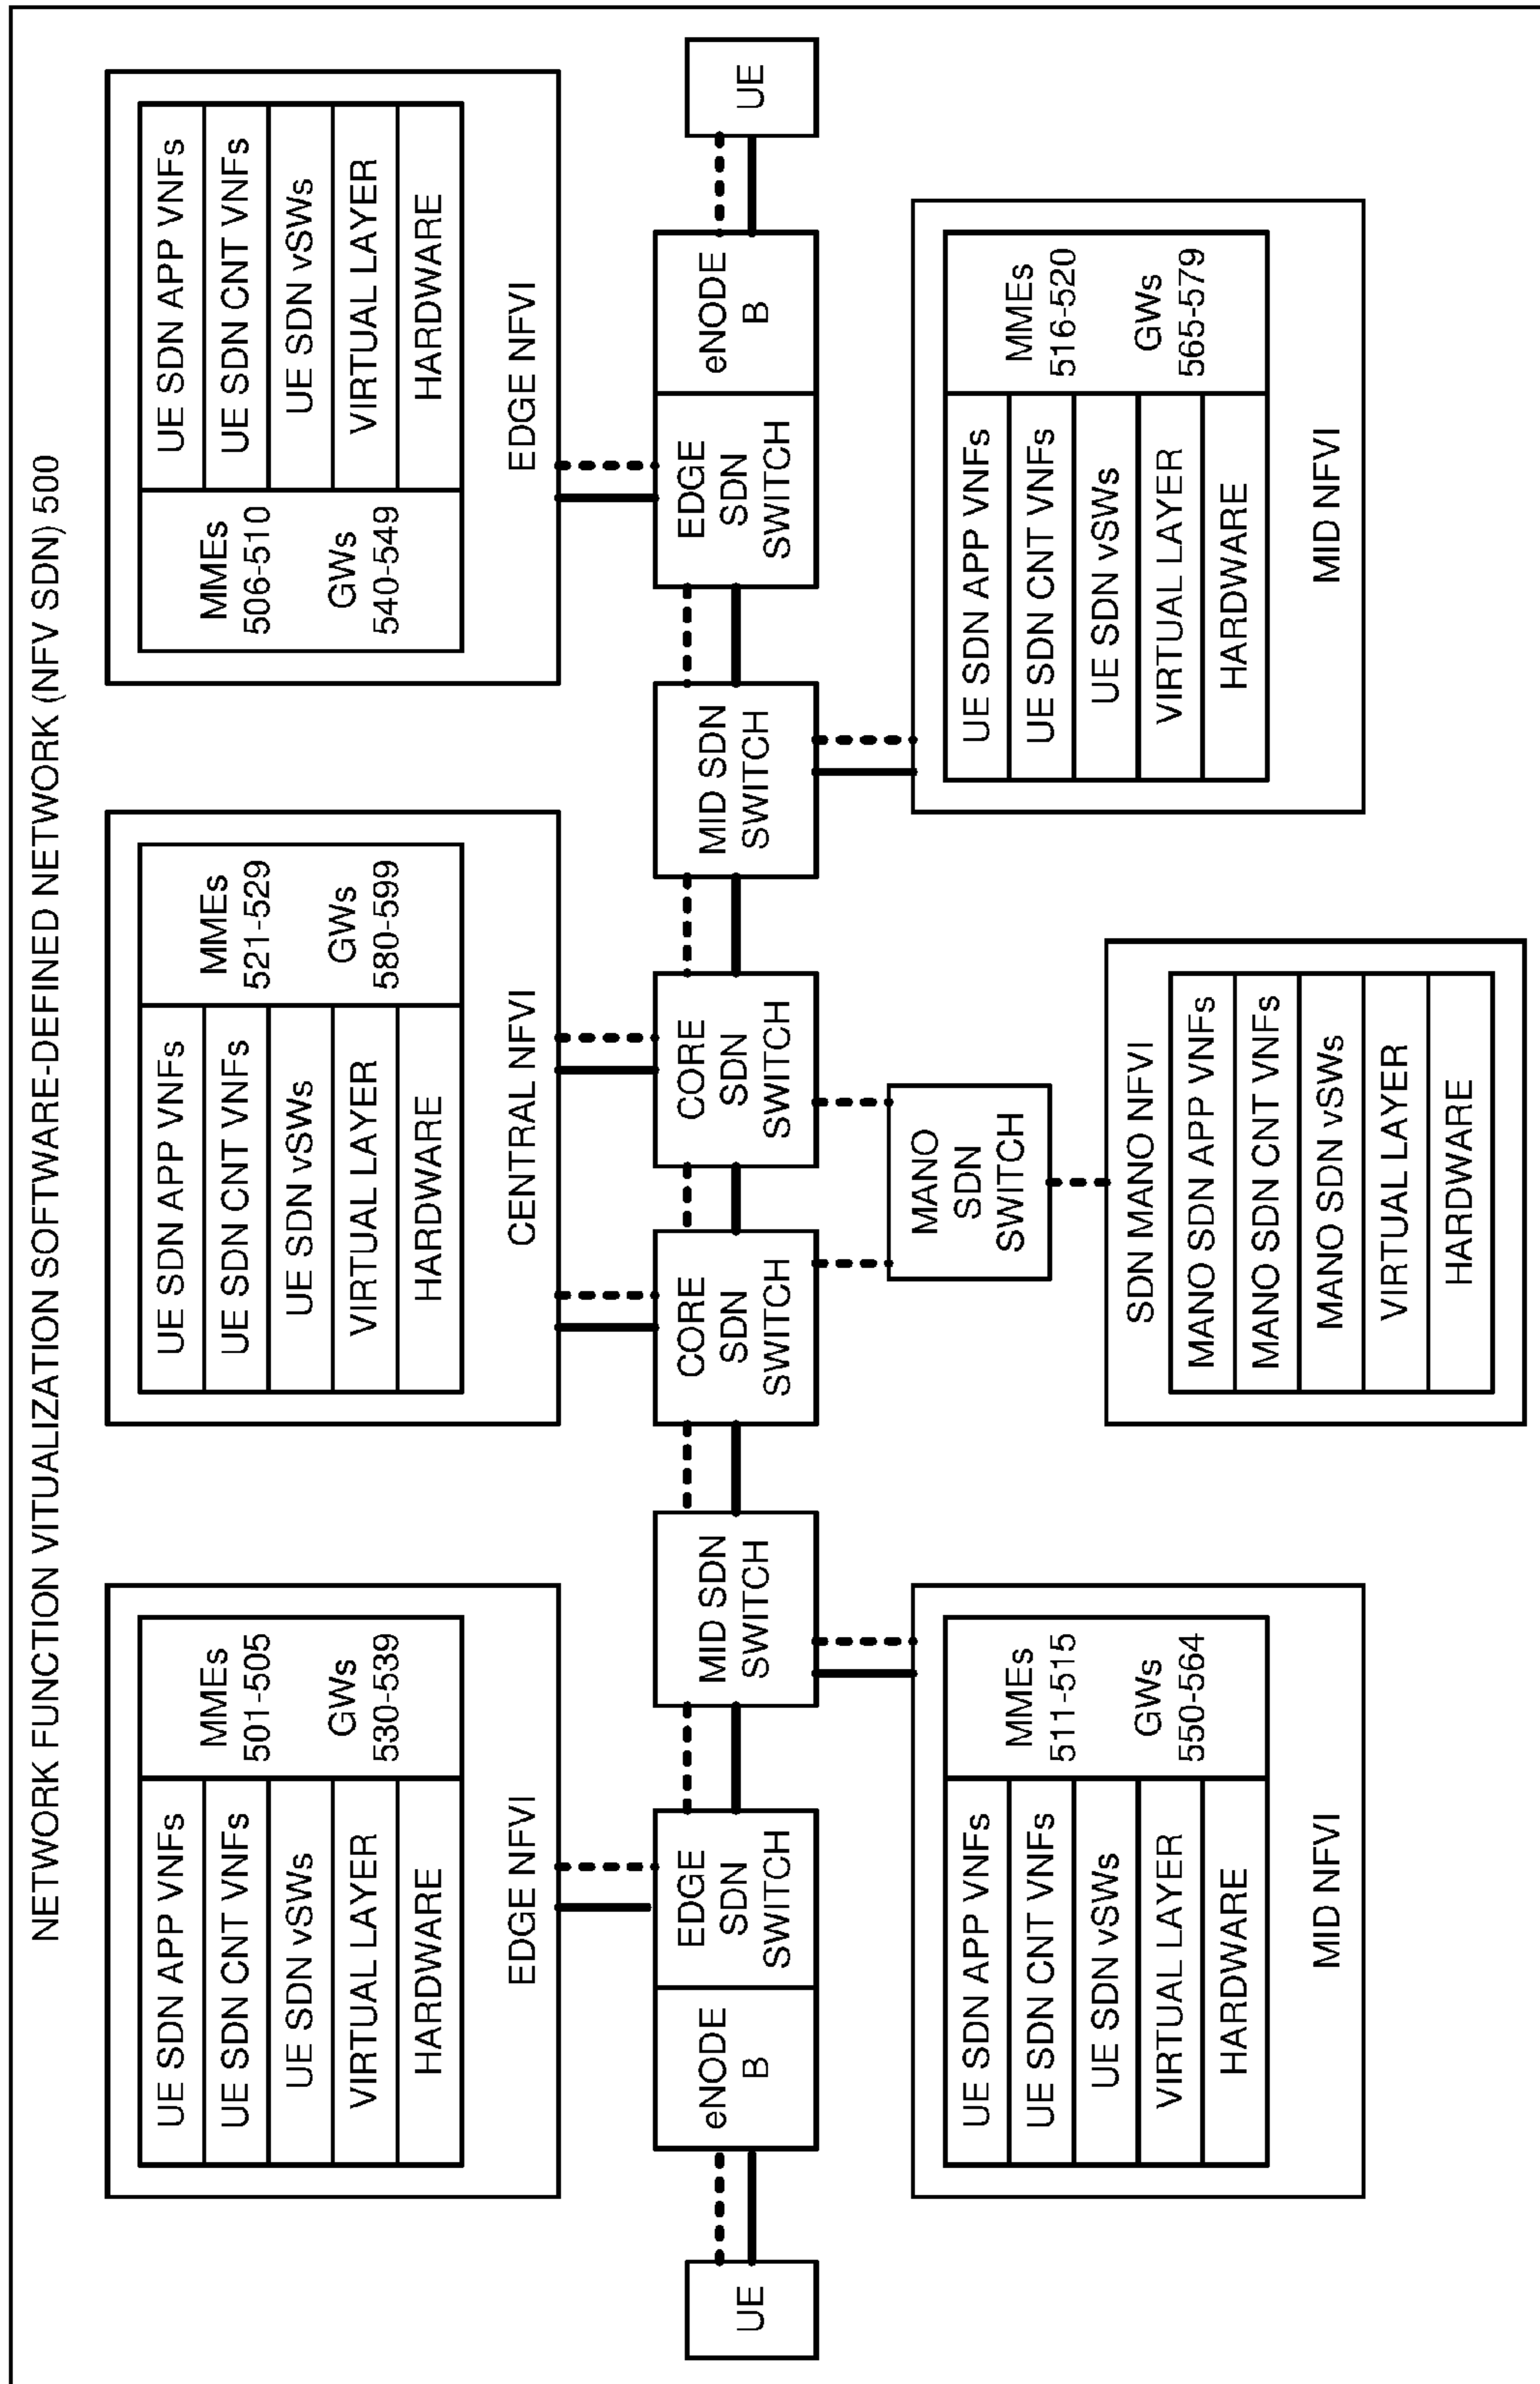 NETWORK FUNCTION VITUALIZATION SOFTWARE-DEFINED NETWORK (NFV SDN) 500
UE SDN APP VNFs
UE SDN CNT VNFs
UE SDN vSWs
VIRTUAL LAYER
HARDWARE
MMEs
501-505
GWs
530-539
EDGE NFVI
UE SDN APP VNFs
UE SDN CNT VNFs
UE SDN vSWs
VIRTUAL LAYER
HARDWARE
MMEs
521-529
GWs
580-599
CENTRAL NFVI
MMEs
506-510
GWs
540-549
UE SDN APP VNFs
UE SDN CNT VNFs
UE SDN vSWs
VIRTUAL LAYER
HARDWARE
EDGE NFVI
UE
eNODE
B
EDGE
SDN
SWITCH
MID SDN
SWITCH
CORE
SDN
SWITCH
CORE
SDN
SWITCH
MID SDN
SWITCH
EDGE
SDN
SWITCH
eNODE
B
UE
MANO
SDN
SWITCH
UE SDN APP VNFs
UE SDN CNT VNFs
UE SDN vSWs
VIRTUAL LAYER
HARDWARE
MMEs
511-515
GWs
550-564
MID NFVI
SDN MANO NFVI
MANO SDN APP VNFs
MANO SDN CNT VNFs
MANO SDN vSWs
VIRTUAL LAYER
HARDWARE
UE SDN APP VNFs
UE SDN CNT VNFs
UE SDN vSWs
VIRTUAL LAYER
HARDWARE
MMEs
516-520
GWs
565-579
MID NFVI